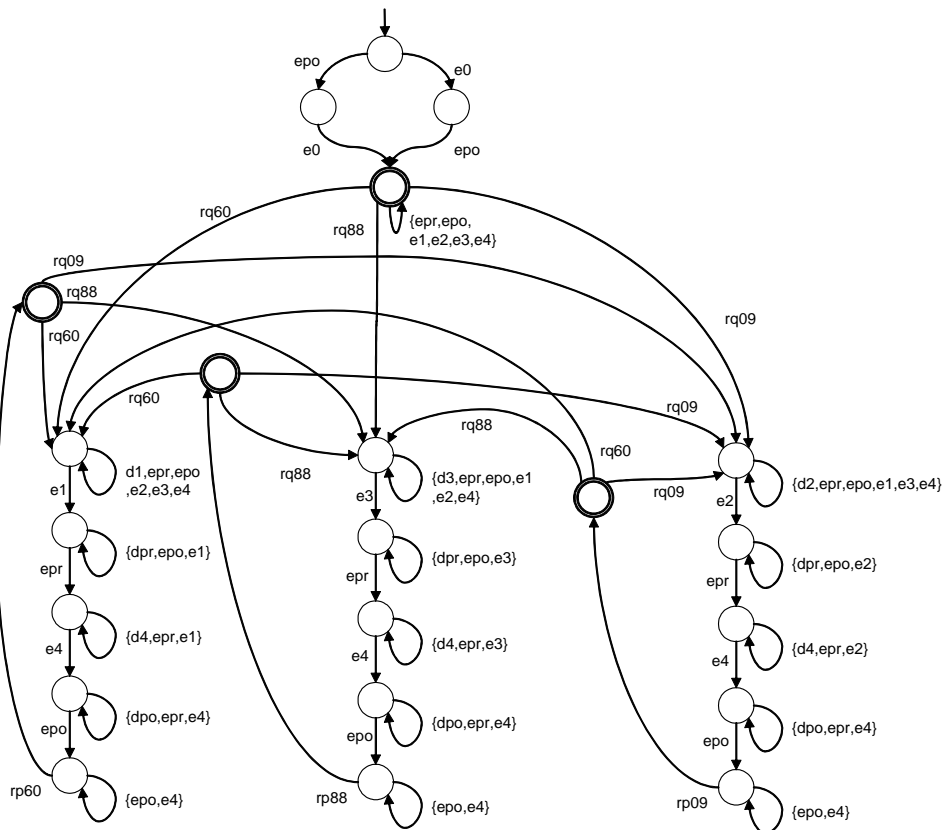 epo
e0
e0
epo
rq60
rq88
{epr,epo,
e1,e2,e3,e4}
rq09
rq88
rq09
rq60
rq60
rq09
rq88
rq60
rq88
rq09
e1
d1,epr,epo
,e2,e3,e4
e3
{d3,epr,epo,e1
,e2,e4}
e2
{d2,epr,epo,e1,e3,e4}
epr
{dpr,epo,e1}
epr
{dpr,epo,e3}
epr
{dpr,epo,e2}
e4
{d4,epr,e1}
e4
{d4,epr,e3}
e4
{d4,epr,e2}
epo
{dpo,epr,e4}
epo
{dpo,epr,e4}
epo
{dpo,epr,e4}
rp60
{epo,e4}
rp88
{epo,e4}
rp09
{epo,e4}